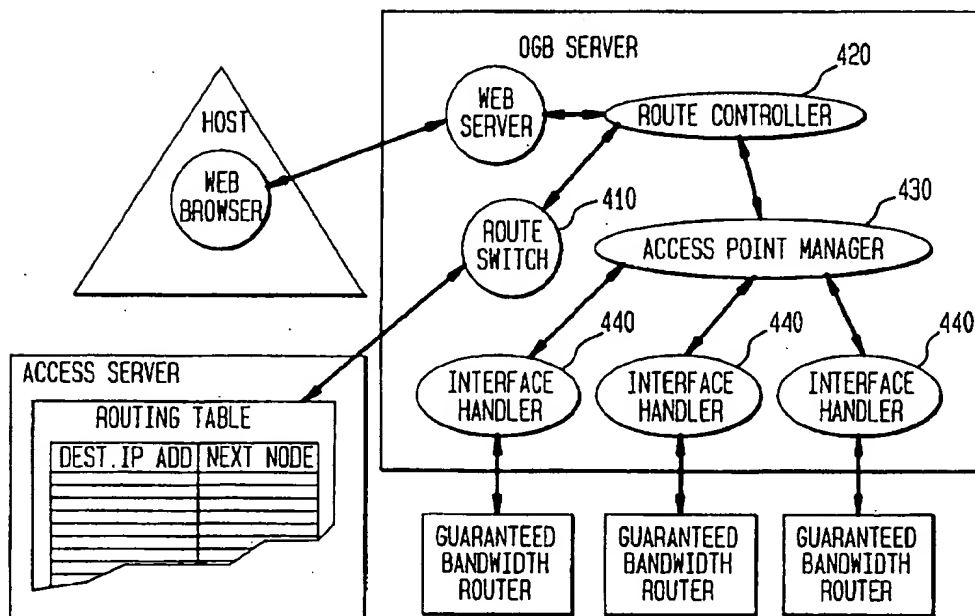 OGB SERVER
420
HOST
WEB
SERVER
ROUTE CONTROLLER
WEB
BROWSER
410
430
ROUTE
SWITCH
ACCESS POINT MANAGER
440
440
440
ACCESS SERVER
ROUTING TABLE
DEST.IP ADD NEXT NODE
INTERFACE
HANDLER
INTERFACE
HANDLER
INTERFACE
HANDLER
GUARANTEED
BANDWIDTH
ROUTER
GUARANTEED
BANDWIDTH
ROUTER
GUARANTEED
BANDWIDTH
ROUTER